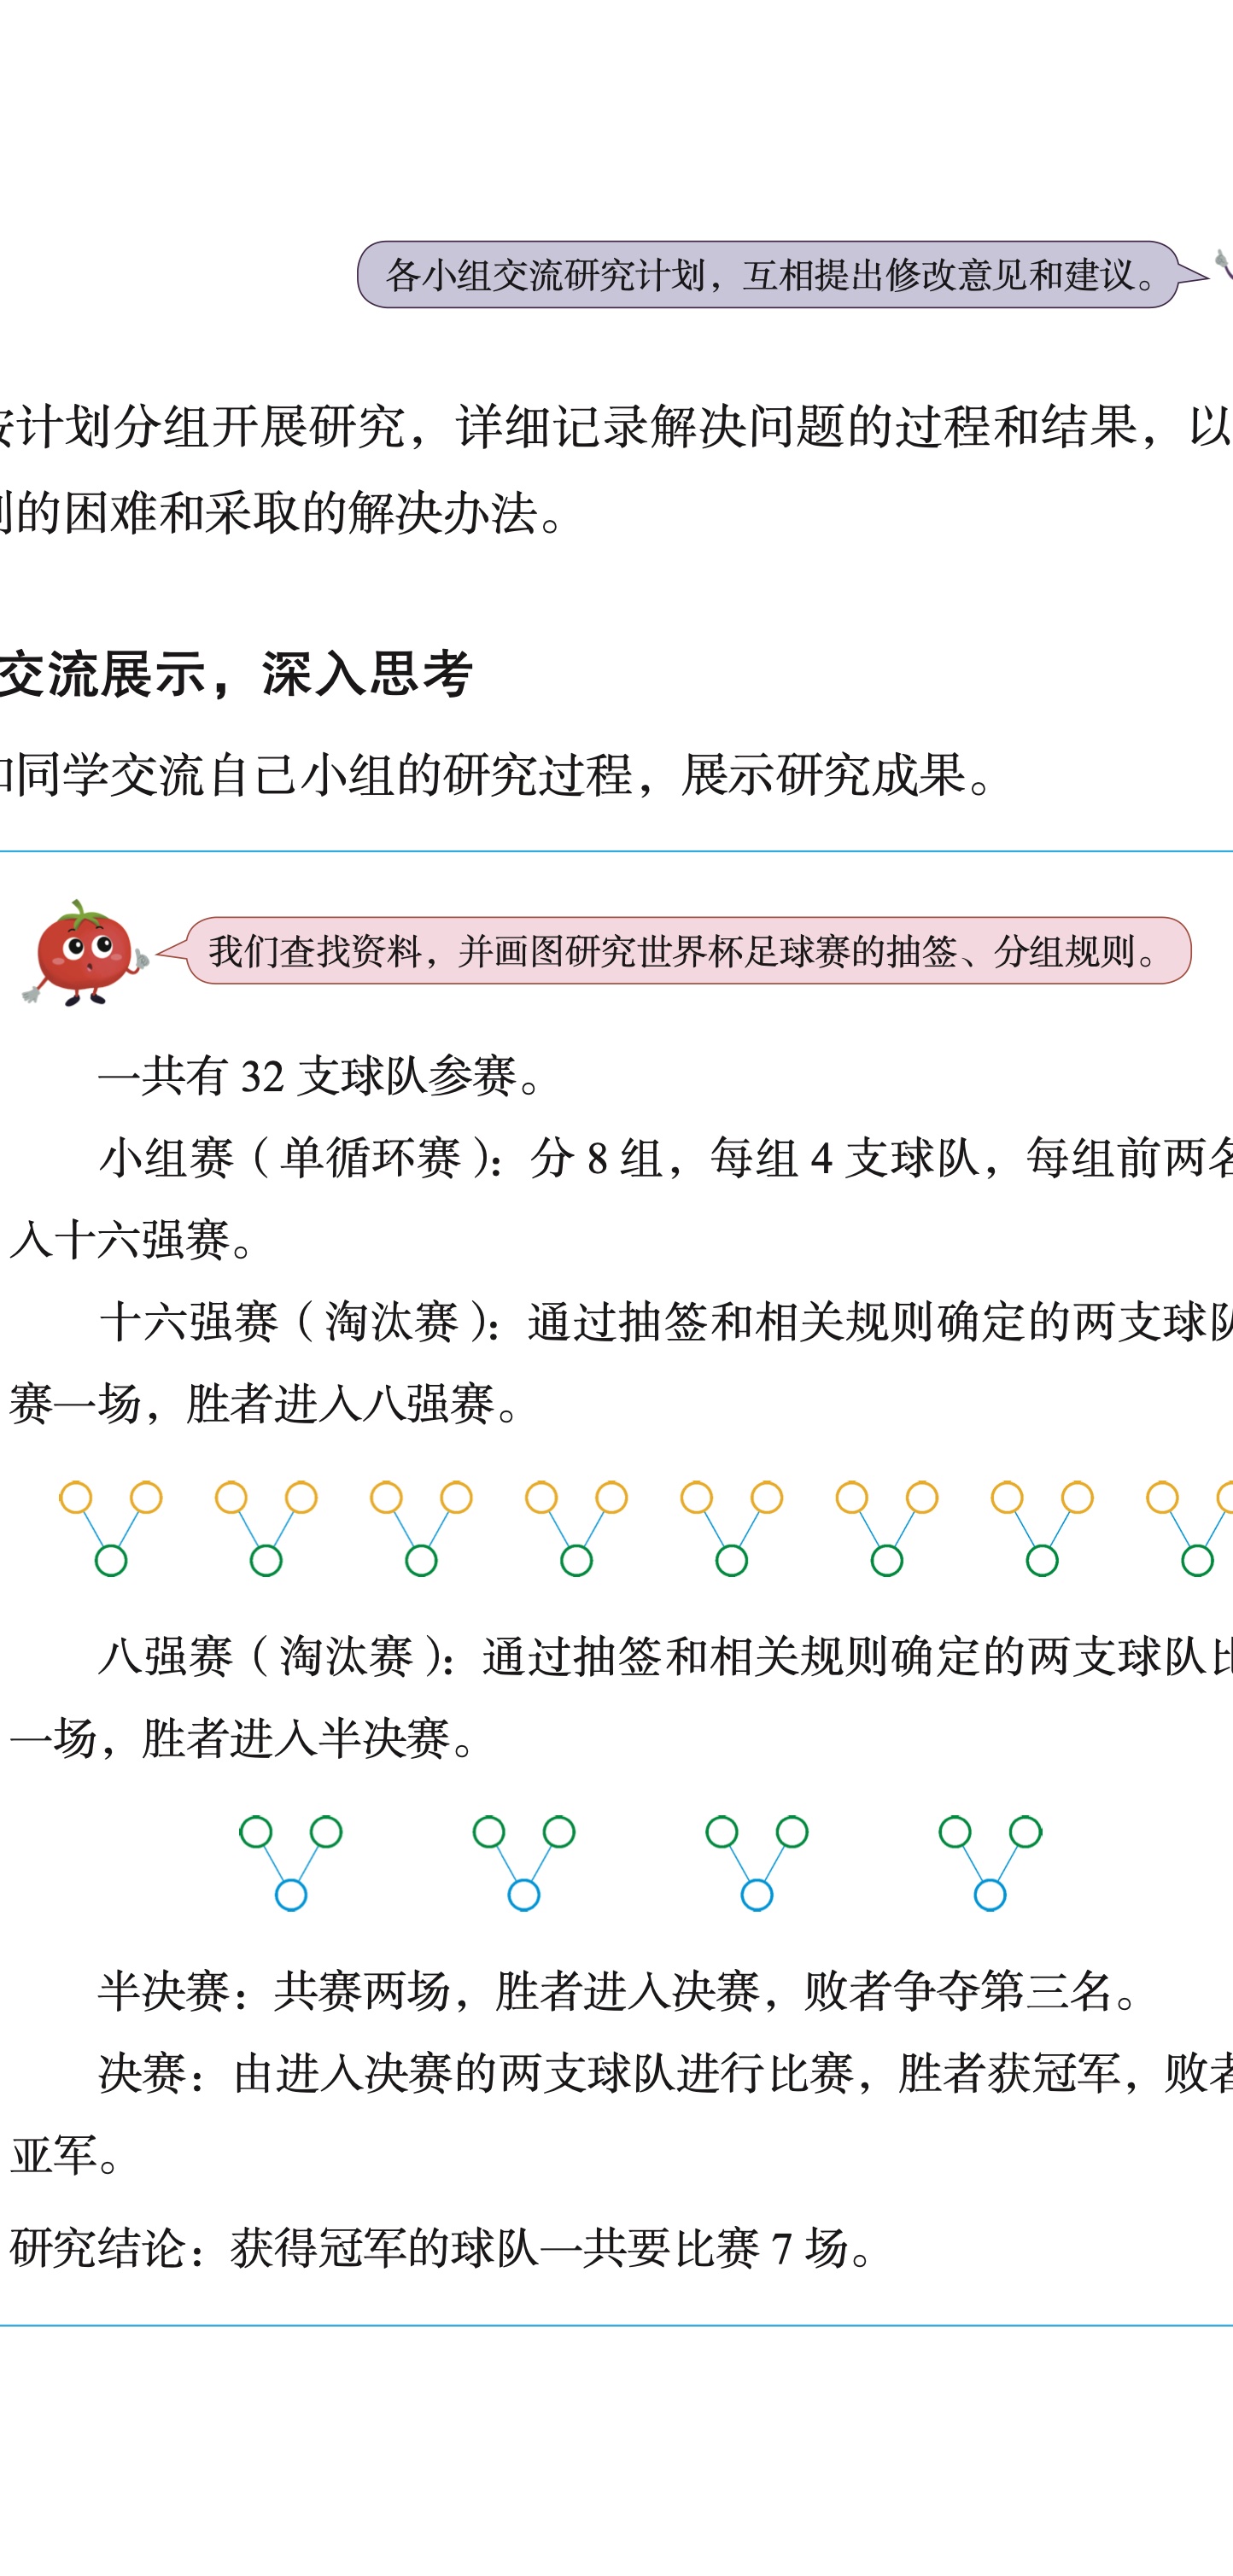 各小组交流研究计划，互相提出修改意见和建议。
按计划分组开展研究，详细记录解决问题的过程和结果，以
到的困难和采取的解决办法。
交流展示，深入思考
和同学交流自己小组的研究过程，展示研究成果。
我们查找资料，并画图研究世界杯足球赛的抽签、分组规则。
一共有 32 支球队参赛。
小组赛（单循环赛）：分 8 组，每组 4 支球队，每组前两名
入十六强赛。
十六强赛（淘汰赛）：通过抽签和相关规则确定的两支球队
赛一场，胜者进入八强赛。
八强赛（淘汰赛）：通过抽签和相关规则确定的两支球队比
一场，胜者进入半决赛。
半决赛：共赛两场，胜者进入决赛，败者争夺第三名。
决赛：由进入决赛的两支球队进行比赛，胜者获冠军，败者
亚军。
研究结论：获得冠军的球队一共要比赛 7 场。